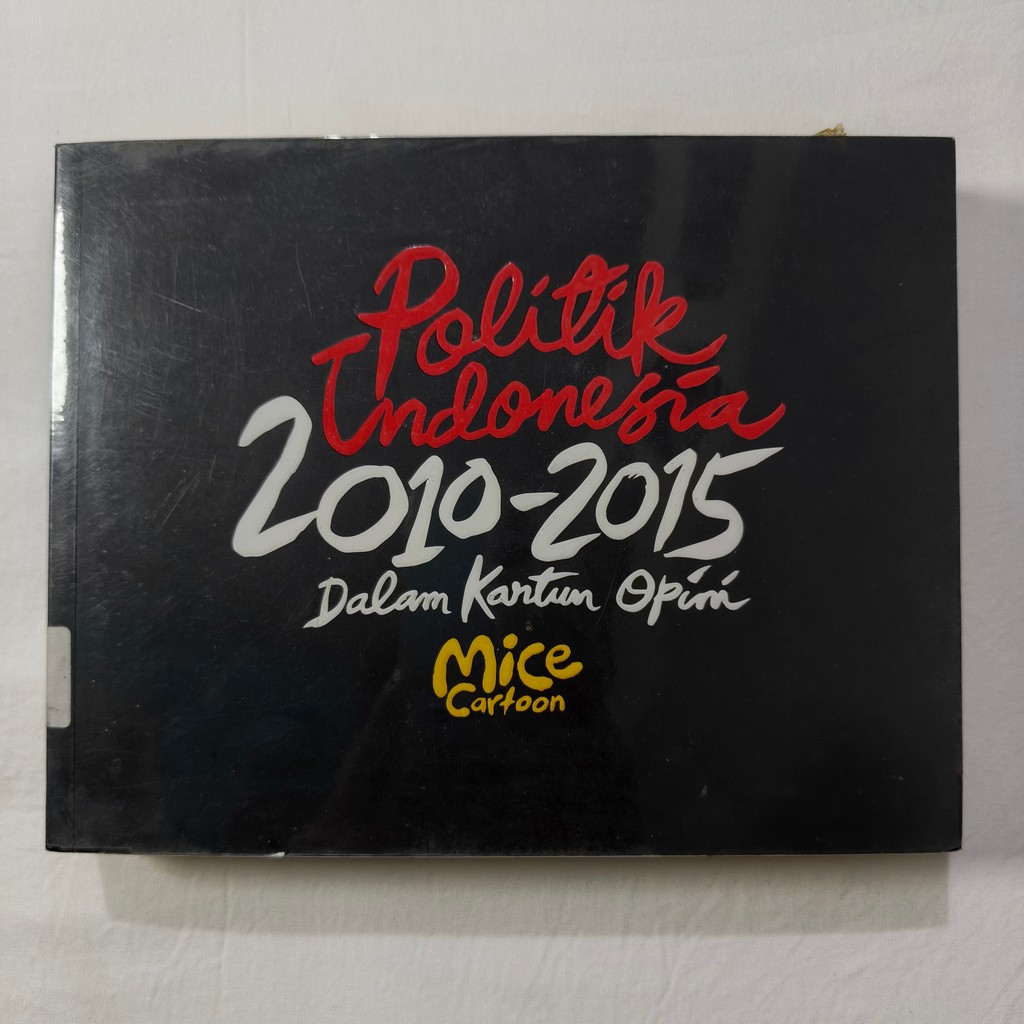 Politik
Indonesia
2010-2015
Dalam Kartun Opini
Mice
Cartoon